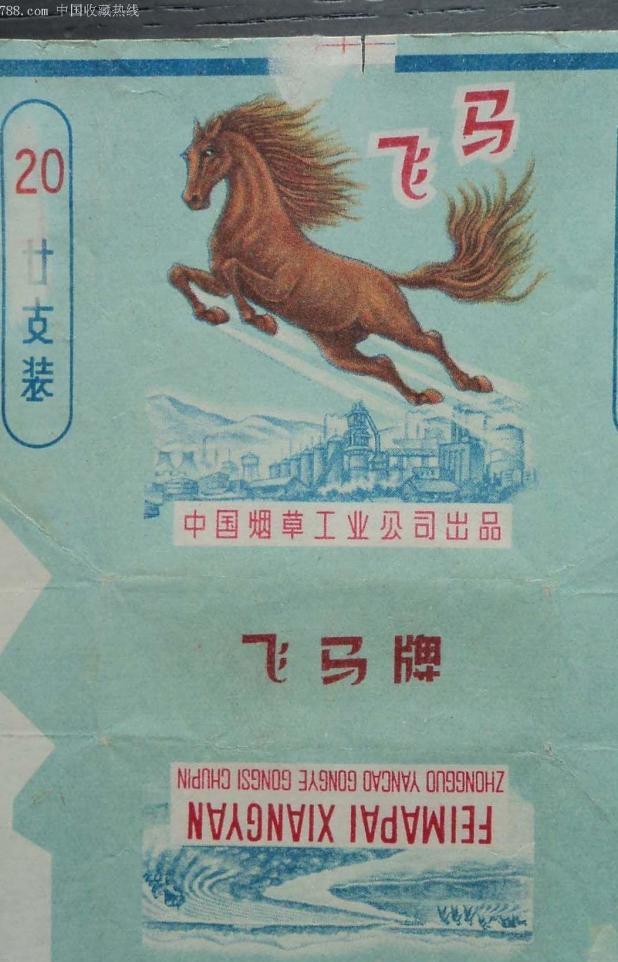 788.com 中国收藏热线
飞马
20
廿支装
中国烟草工业公司出品
飞马牌
ZHONGGUO YANCAO GONGYE GONGSI CHUPIN
FEIMAPAI XIANGYAN